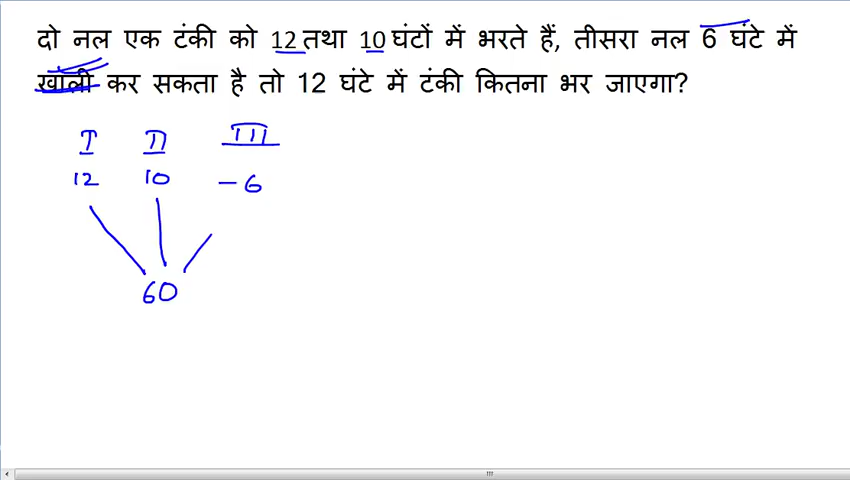 दो नल एक टंकी को 12 तथा 10 घंटों में भरते हैं, तीसरा नल 6 घंटे में
खाली कर सकता है तो 12 घंटे में टंकी कितना भर जाएगा?
I II III
12 10 -6
60